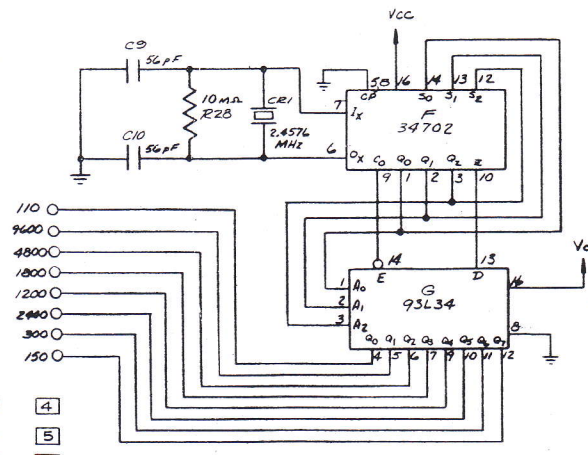 C9
56pF
10MΩ
R28
CR1
2.4576
MHz
C10
56pF
VCC
5,8 16 14 13 12
CP S0 S1 S2
7 IX
F
34702
6 OX
C0 Q0 Q1 Q2 Z
9 1 2 3 10
14 13
E D
1 A0
2 A1
3 A2
G
93L34
16
8
Q0 Q1 Q2 Q3 Q4 Q5 Q6 Q7
4 5 6 7 9 10 11 12
110
9600
4800
1800
1200
2400
300
150
4
5